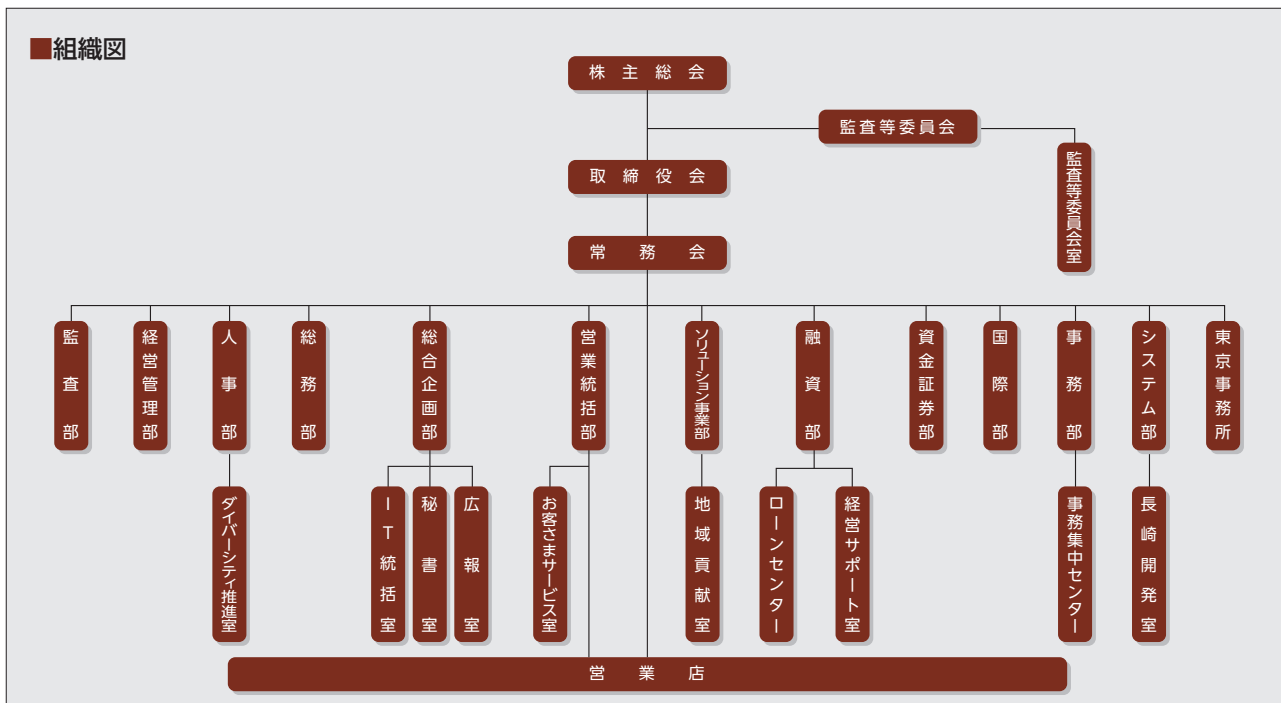 ■組織図
株主総会
監査等委員会
監査等委員会室
取締役会
常務会
監査部
経営管理部
人事部
総務部
総合企画部
営業統括部
ソリューション事業部
融資部
資金証券部
国際部
事務部
システム部
東京事務所
ダイバーシティ推進室
IT統括室
秘書室
広報室
お客さまサービス室
地域貢献室
ローンセンター
経営サポート室
事務集中センター
長崎開発室
営業店